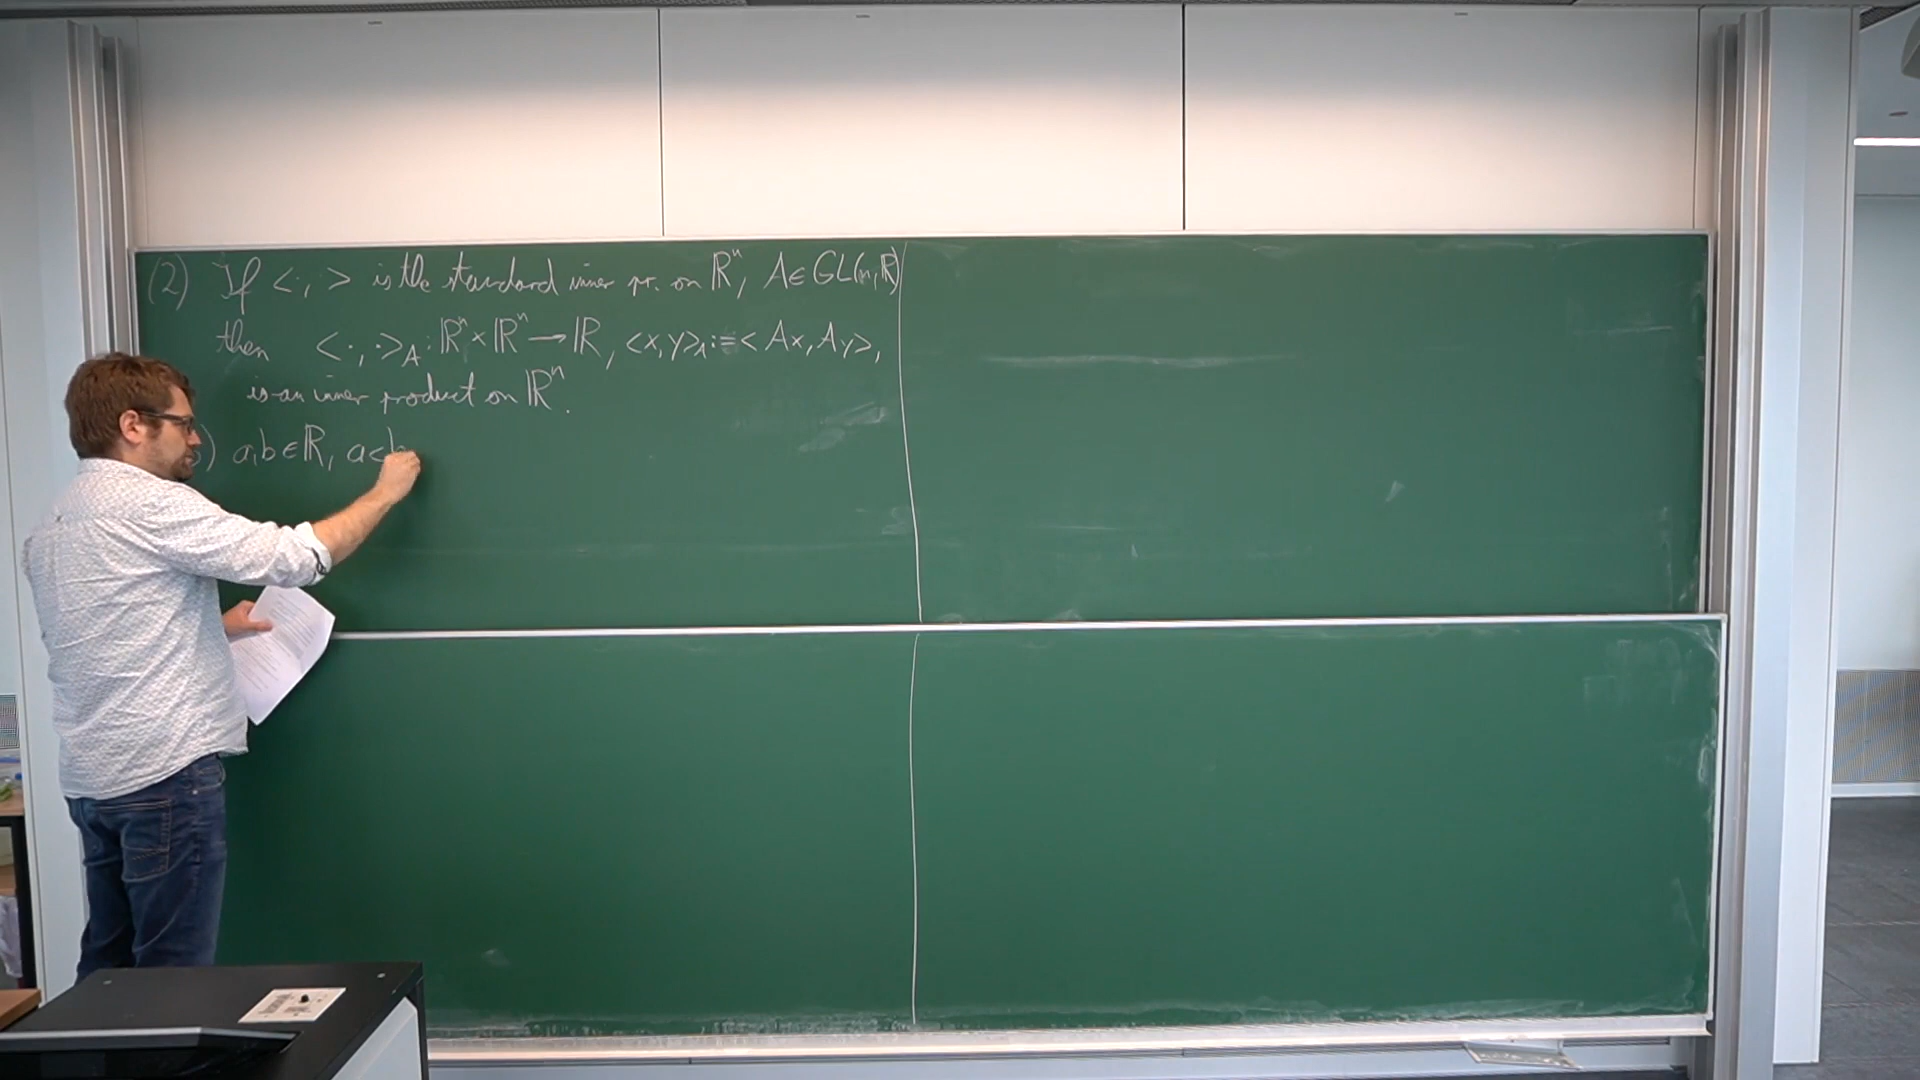 (2) If <·,·> is the standard inner pr. on ℝⁿ, A∈GL(n,ℝ)
then <·,·>_A : ℝⁿ×ℝⁿ → ℝ, <x,y>_A := <Ax,Ay>,
is an inner product on ℝⁿ.
) a,b∈ℝ, a<b